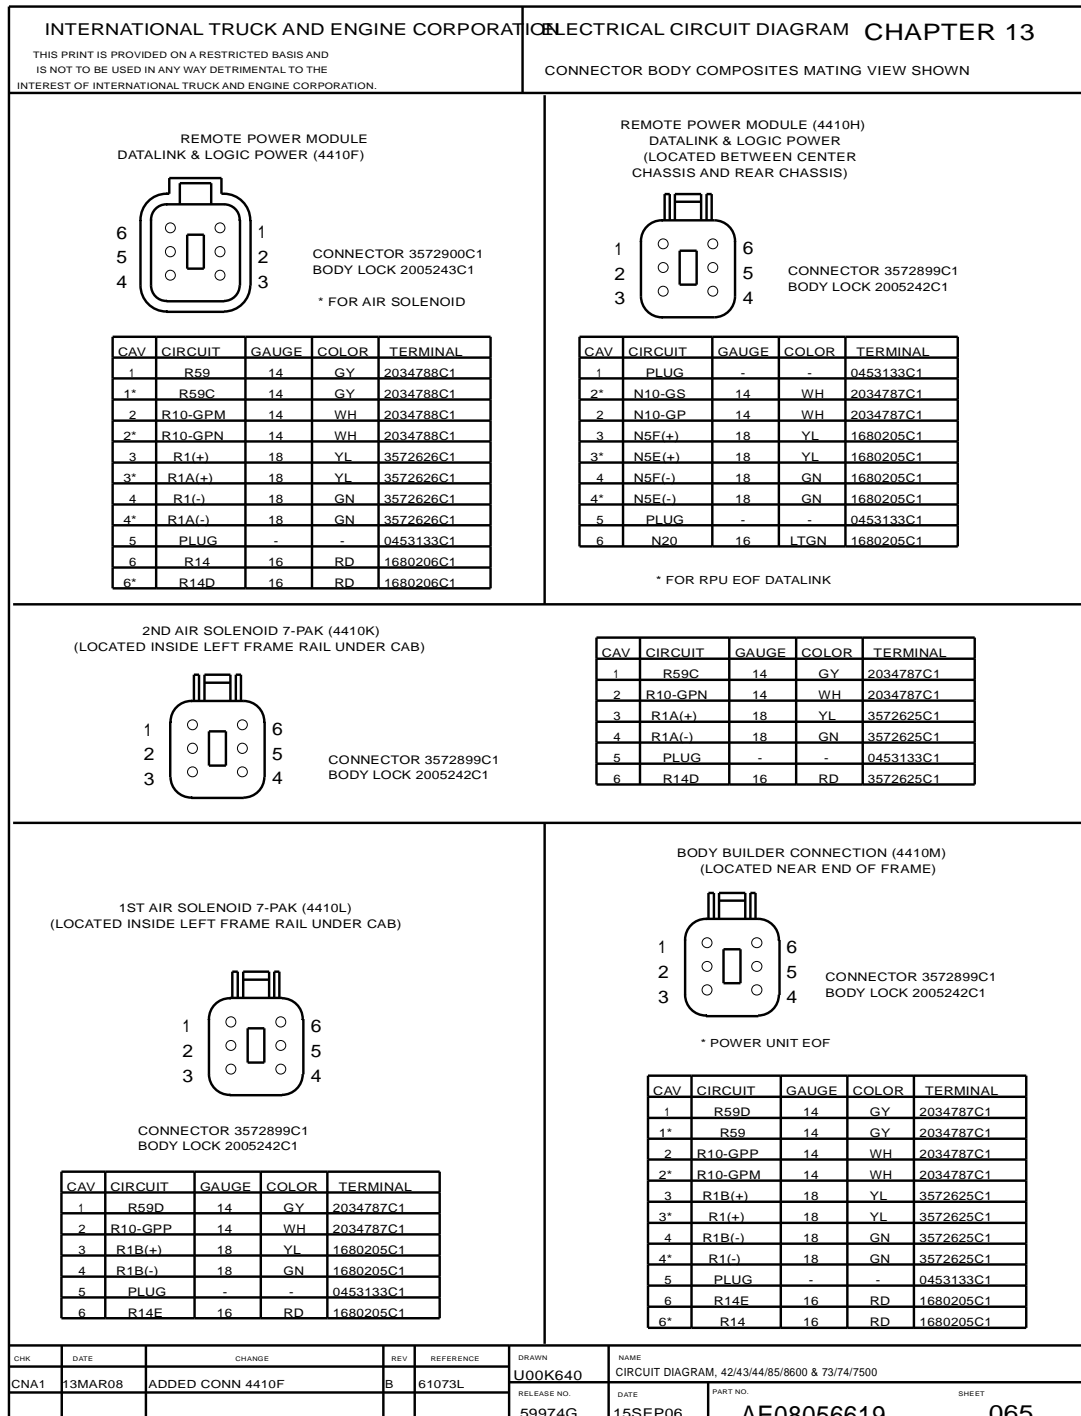 INTERNATIONAL TRUCK AND ENGINE CORPORATION
THIS PRINT IS PROVIDED ON A RESTRICTED BASIS AND
IS NOT TO BE USED IN ANY WAY DETRIMENTAL TO THE
INTEREST OF INTERNATIONAL TRUCK AND ENGINE CORPORATION.
ELECTRICAL CIRCUIT DIAGRAM CHAPTER 13
CONNECTOR BODY COMPOSITES MATING VIEW SHOWN
REMOTE POWER MODULE
DATALINK & LOGIC POWER (4410F)
6 1
5 2
4 3
CONNECTOR 3572900C1
BODY LOCK 2005243C1
* FOR AIR SOLENOID
CAV CIRCUIT GAUGE COLOR TERMINAL
1 R59 14 GY 2034788C1
1* R59C 14 GY 2034788C1
2 R10-GPM 14 WH 2034788C1
2* R10-GPN 14 WH 2034788C1
3 R1(+) 18 YL 3572626C1
3* R1A(+) 18 YL 3572626C1
4 R1(-) 18 GN 3572626C1
4* R1A(-) 18 GN 3572626C1
5 PLUG - - 0453133C1
6 R14 16 RD 1680206C1
6* R14D 16 RD 1680206C1
REMOTE POWER MODULE (4410H)
DATALINK & LOGIC POWER
(LOCATED BETWEEN CENTER
CHASSIS AND REAR CHASSIS)
1 6
2 5
3 4
CONNECTOR 3572899C1
BODY LOCK 2005242C1
CAV CIRCUIT GAUGE COLOR TERMINAL
1 PLUG - - 0453133C1
2* N10-GS 14 WH 2034787C1
2 N10-GP 14 WH 2034787C1
3 N5F(+) 18 YL 1680205C1
3* N5E(+) 18 YL 1680205C1
4 N5F(-) 18 GN 1680205C1
4* N5E(-) 18 GN 1680205C1
5 PLUG - - 0453133C1
6 N20 16 LTGN 1680205C1
* FOR RPU EOF DATALINK
2ND AIR SOLENOID 7-PAK (4410K)
(LOCATED INSIDE LEFT FRAME RAIL UNDER CAB)
1 6
2 5
3 4
CONNECTOR 3572899C1
BODY LOCK 2005242C1
CAV CIRCUIT GAUGE COLOR TERMINAL
1 R59C 14 GY 2034787C1
2 R10-GPN 14 WH 2034787C1
3 R1A(+) 18 YL 3572625C1
4 R1A(-) 18 GN 3572625C1
5 PLUG - - 0453133C1
6 R14D 16 RD 3572625C1
1ST AIR SOLENOID 7-PAK (4410L)
(LOCATED INSIDE LEFT FRAME RAIL UNDER CAB)
1 6
2 5
3 4
CONNECTOR 3572899C1
BODY LOCK 2005242C1
CAV CIRCUIT GAUGE COLOR TERMINAL
1 R59D 14 GY 2034787C1
2 R10-GPP 14 WH 2034787C1
3 R1B(+) 18 YL 1680205C1
4 R1B(-) 18 GN 1680205C1
5 PLUG - - 0453133C1
6 R14E 16 RD 1680205C1
BODY BUILDER CONNECTION (4410M)
(LOCATED NEAR END OF FRAME)
1 6
2 5
3 4
CONNECTOR 3572899C1
BODY LOCK 2005242C1
* POWER UNIT EOF
CAV CIRCUIT GAUGE COLOR TERMINAL
1 R59D 14 GY 2034787C1
1* R59 14 GY 2034787C1
2 R10-GPP 14 WH 2034787C1
2* R10-GPM 14 WH 2034787C1
3 R1B(+) 18 YL 3572625C1
3* R1(+) 18 YL 3572625C1
4 R1B(-) 18 GN 3572625C1
4* R1(-) 18 GN 3572625C1
5 PLUG - - 0453133C1
6 R14E 16 RD 1680205C1
6* R14 16 RD 1680205C1
CHK DATE CHANGE REV REFERENCE
CNA1 13MAR08 ADDED CONN 4410F B 61073L
DRAWN
U00K640
NAME
CIRCUIT DIAGRAM, 42/43/44/85/8600 & 73/74/7500
RELEASE NO.
59974G
DATE
15SEP06
PART NO.
AE08056619
SHEET
065